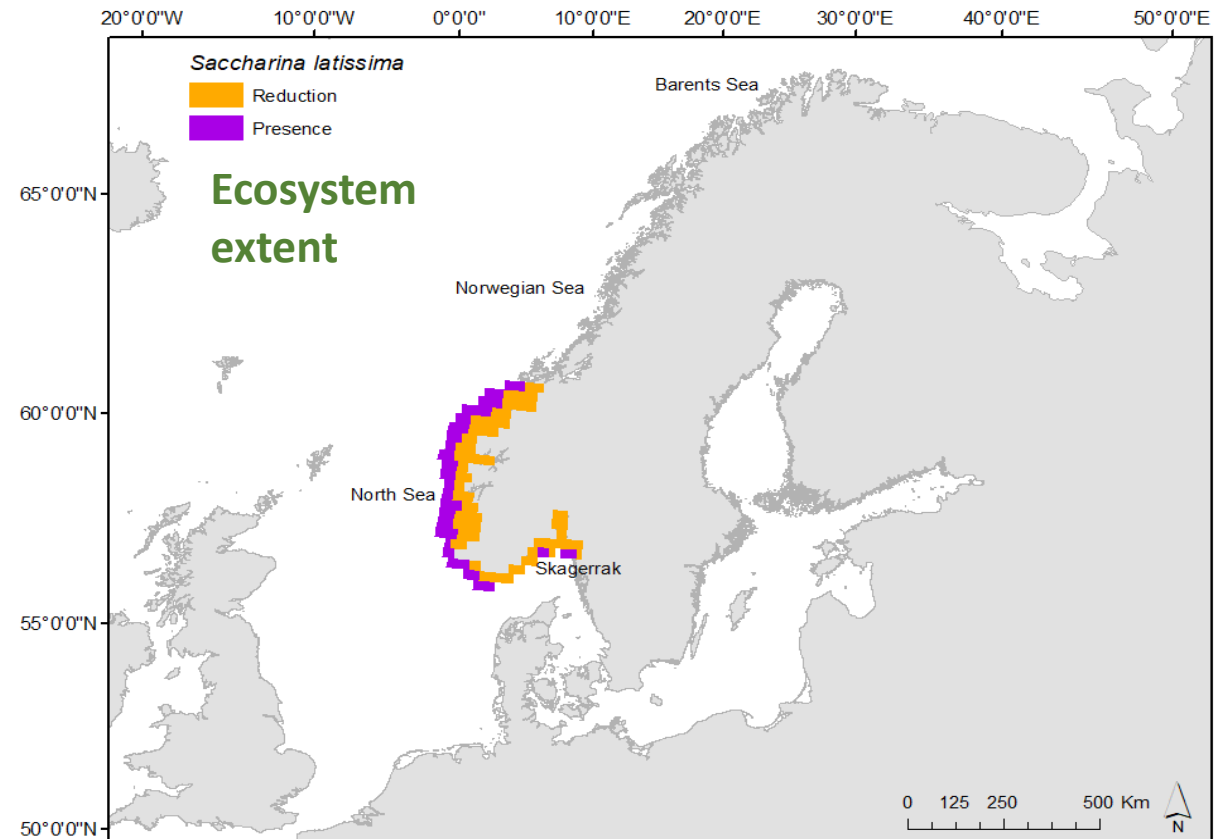 20°0'0"W 10°0'0"W 0°0'0" 10°0'0"E 20°0'0"E 30°0'0"E 40°0'0"E 50°0'0"E
Saccharina latissima
Reduction
Presence
Barents Sea
Ecosystem
extent
65°0'0"N
Norwegian Sea
60°0'0"N
North Sea
Skagerrak
55°0'0"N
0 125 250 500 Km
N
50°0'0"N